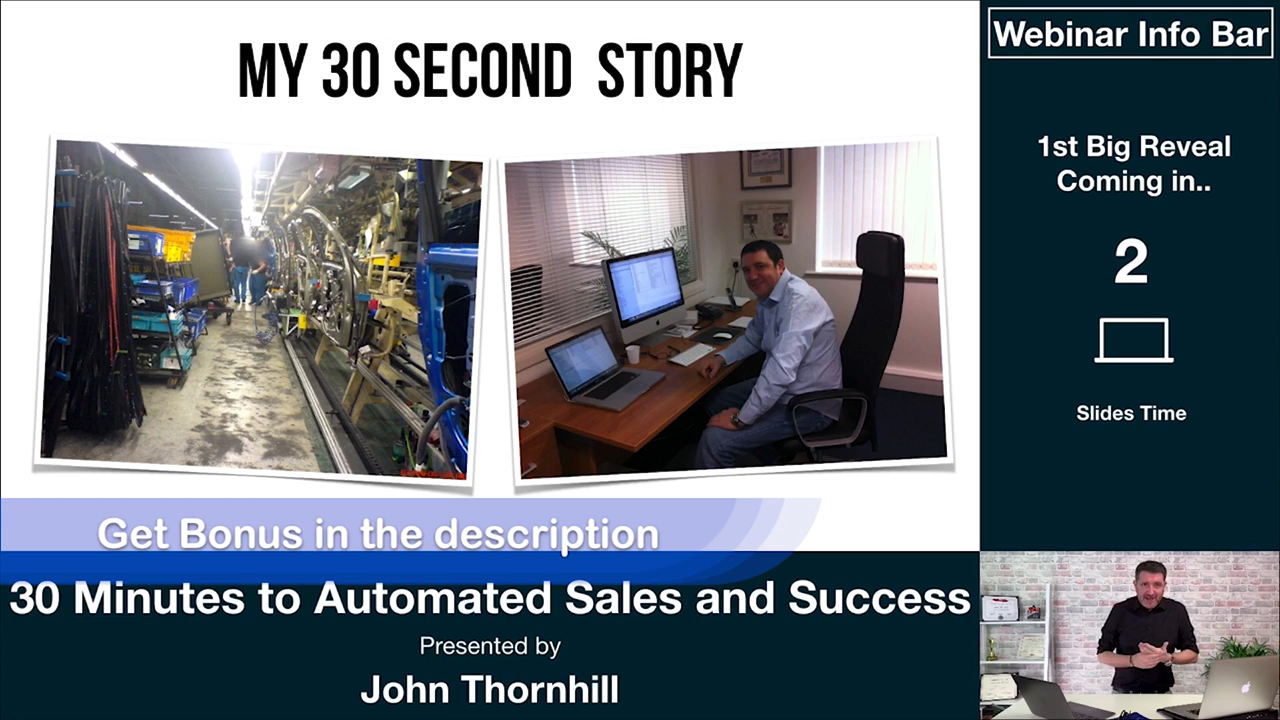 MY 30 SECOND STORY
Get Bonus in the description
30 Minutes to Automated Sales and Success
Presented by
John Thornhill
Webinar Info Bar
1st Big Reveal
Coming in..
2
Slides Time